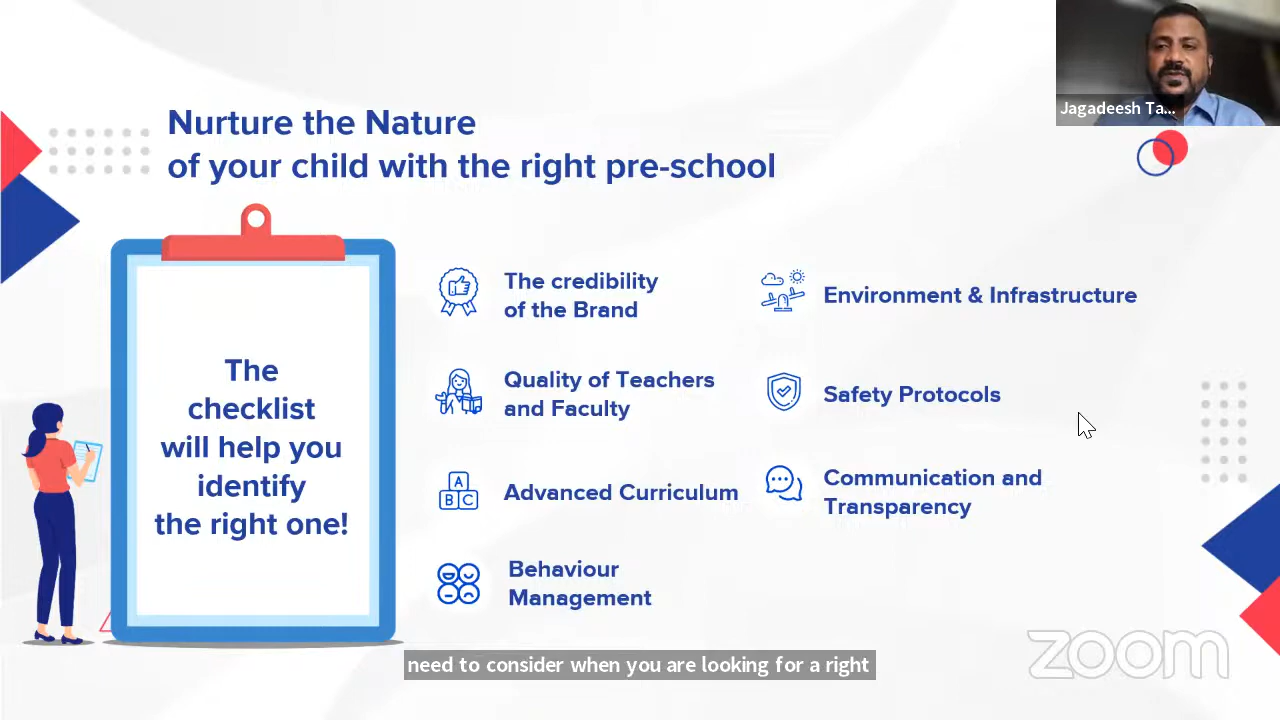 Jagadeesh Ta...
Nurture the Nature
of your child with the right pre-school
The
checklist
will help you
identify
the right one!
The credibility
of the Brand
Quality of Teachers
and Faculty
A
B C
Advanced Curriculum
Behaviour
Management
Environment & Infrastructure
Safety Protocols
Communication and
Transparency
need to consider when you are looking for a right
zoom